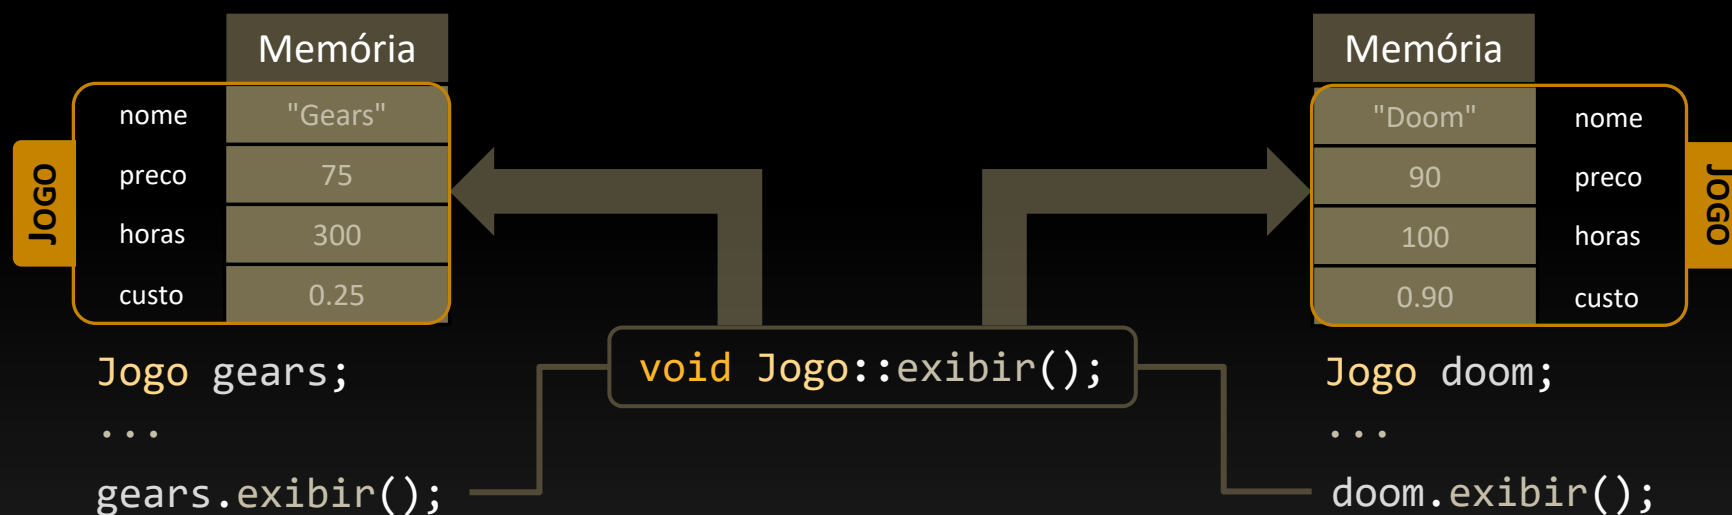 Memória
JOGO
nome "Gears"
preco 75
horas 300
custo 0.25
Jogo gears;
...
gears.exibir();
void Jogo::exibir();
Memória
"Doom" nome
90 preco
100 horas
0.90 custo
JOGO
Jogo doom;
...
doom.exibir();